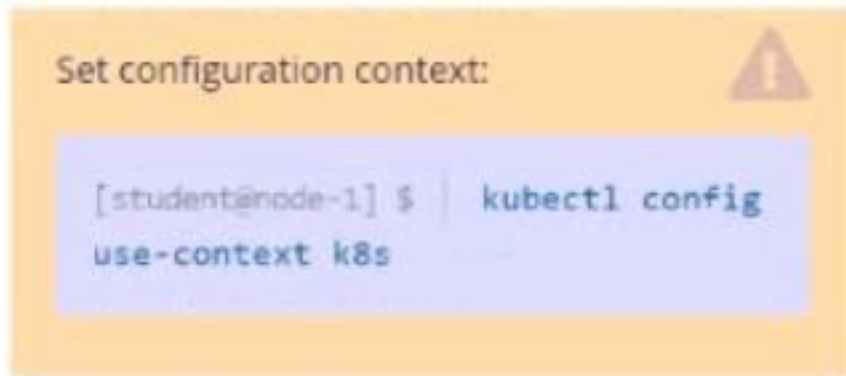 Set configuration context:
[student@node-1] $ | kubectl config
use-context k8s